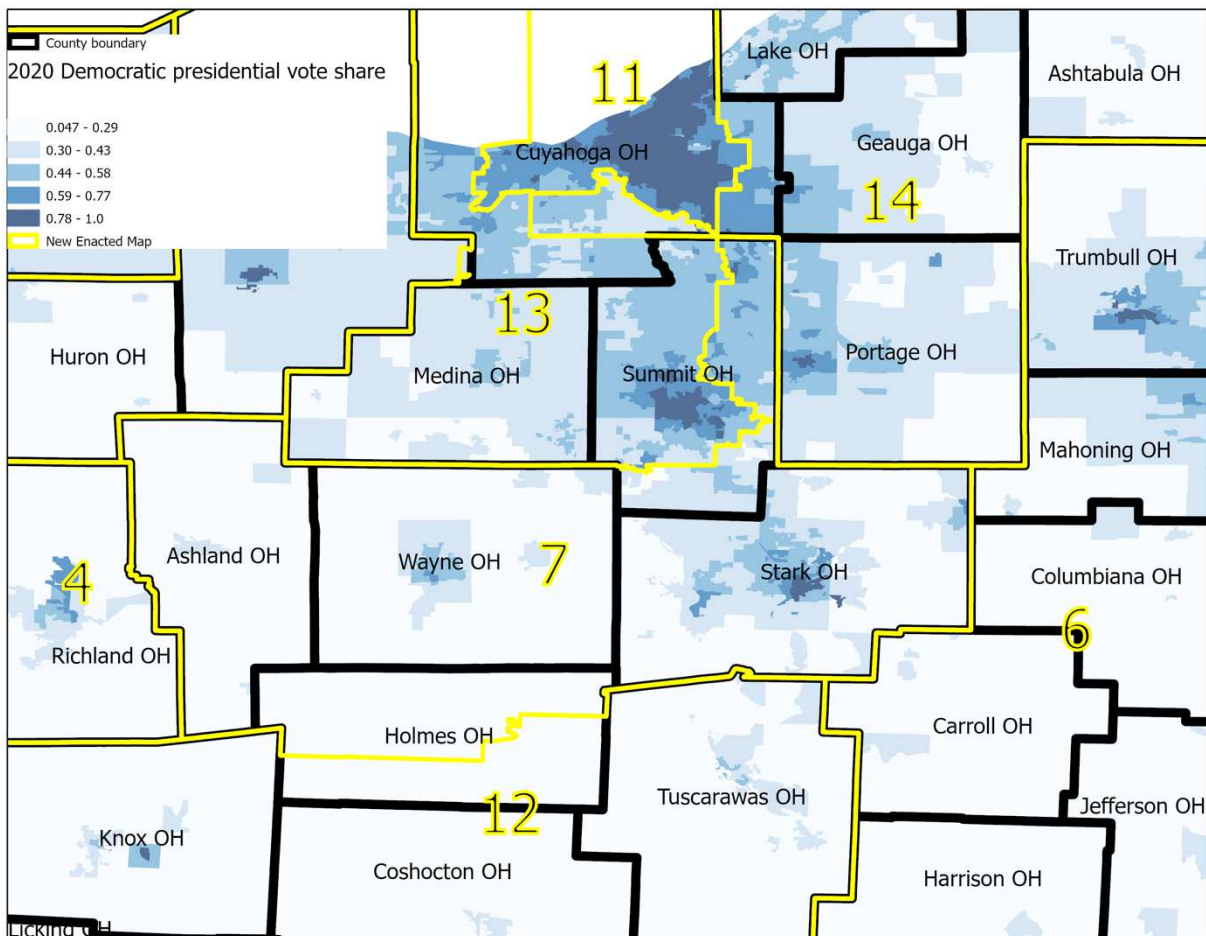 County boundary
2020 Democratic presidential vote share
0.047 - 0.29
0.30 - 0.43
0.44 - 0.58
0.59 - 0.77
0.78 - 1.0
New Enacted Map
Lake OH
Ashtabula OH
11
Cuyahoga OH
Geauga OH
14
Trumbull OH
13
Huron OH
Medina OH
Summit OH
Portage OH
Mahoning OH
Ashland OH
Wayne OH
7
Stark OH
Columbiana OH
4
6
Richland OH
Holmes OH
Carroll OH
12
Tuscarawas OH
Jefferson OH
Knox OH
Coshocton OH
Harrison OH
Licking OH